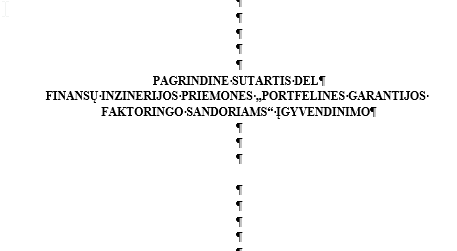 PAGRINDINE SUTARTIS DEL
FINANSŲ INZINERIJOS PRIEMONES „PORTFELINES GARANTIJOS
FAKTORINGO SANDORIAMS“ ĮGYVENDINIMO